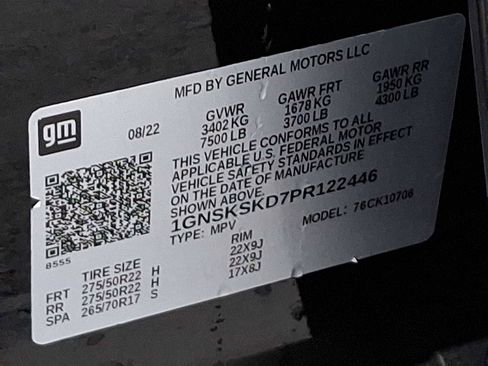 MFD BY GENERAL MOTORS LLC
gm
08/22
GVWR GAWR FRT GAWR RR
3402 KG 1678 KG 1950 KG
7500 LB 3700 LB 4300 LB
THIS VEHICLE CONFORMS TO ALL
APPLICABLE U.S. FEDERAL MOTOR
VEHICLE SAFETY STANDARDS IN EFFECT
ON THE DATE OF MANUFACTURE
SHOWN ABOVE.
1GNSKSKD7PR122446
TYPE: MPV MODEL: 76CK10706
8555
TIRE SIZE RIM
FRT 275/50R22 H 22X9J
RR 275/50R22 H 22X9J
SPA 265/70R17 S 17X8J